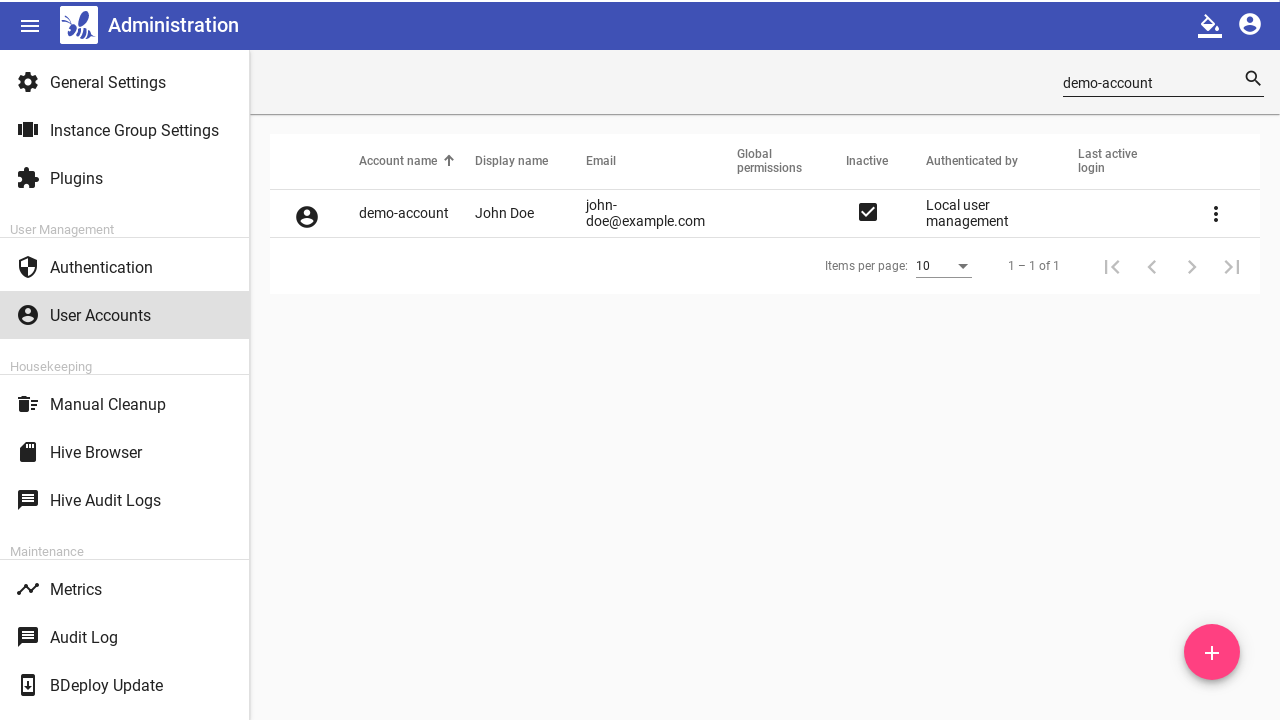 Administration
General Settings
Instance Group Settings
Plugins
User Management
Authentication
User Accounts
Housekeeping
Manual Cleanup
Hive Browser
Hive Audit Logs
Maintenance
Metrics
Audit Log
BDeploy Update
demo-account
Account name
Display name
Email
Global
permissions
Inactive
Authenticated by
Last active
login
demo-account
John Doe
john-
doe@example.com
Local user
management
Items per page:
10
1 – 1 of 1